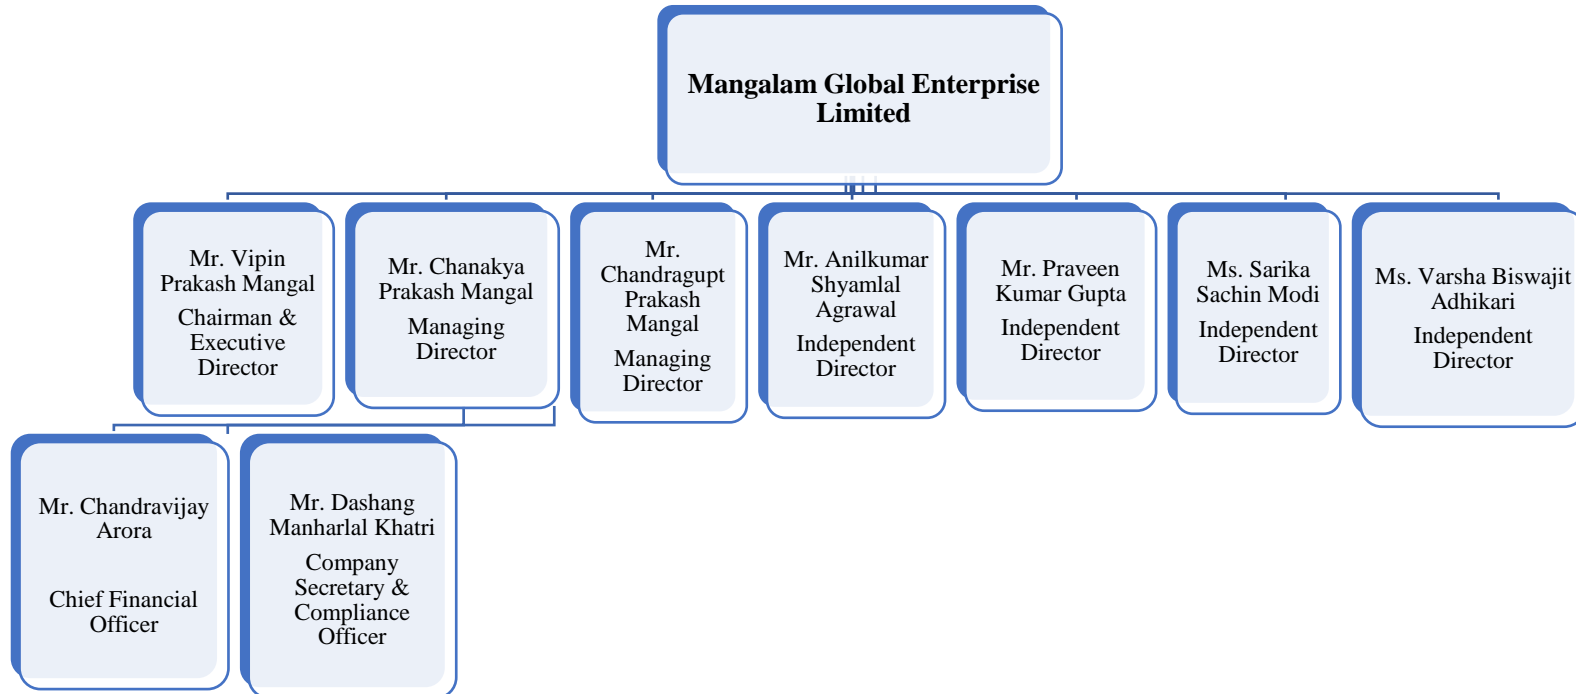 Mangalam Global Enterprise
Limited
Mr. Vipin
Prakash Mangal
Chairman &
Executive
Director
Mr. Chanakya
Prakash Mangal
Managing
Director
Mr.
Chandragupt
Prakash
Mangal
Managing
Director
Mr. Anilkumar
Shyamlal
Agrawal
Independent
Director
Mr. Praveen
Kumar Gupta
Independent
Director
Ms. Sarika
Sachin Modi
Independent
Director
Ms. Varsha Biswajit
Adhikari
Independent
Director
Mr. Chandravijay
Arora
Chief Financial
Officer
Mr. Dashang
Manharlal Khatri
Company
Secretary &
Compliance
Officer